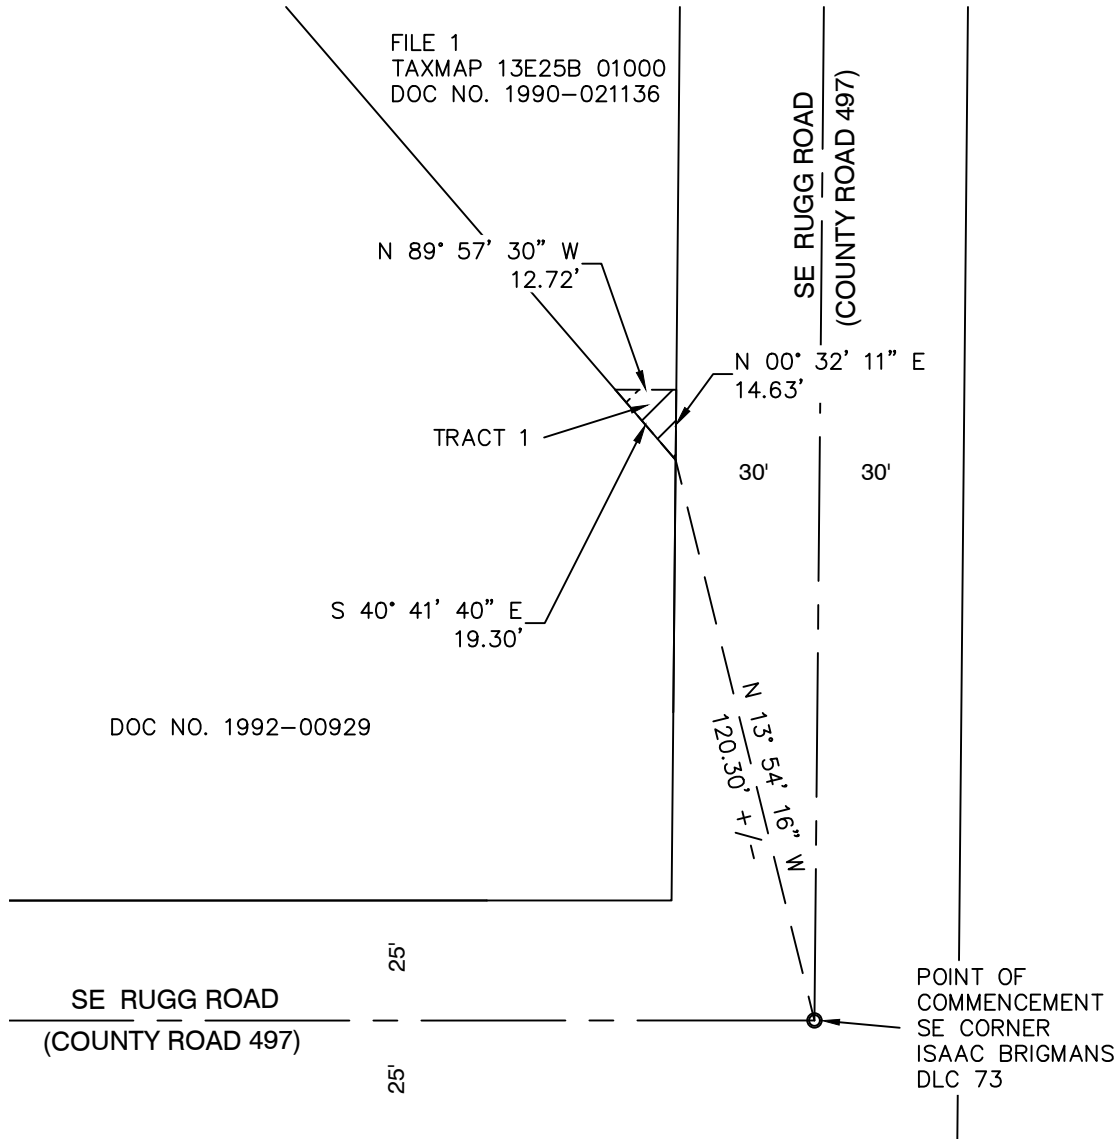 FILE 1
TAXMAP 13E25B 01000
DOC NO. 1990-021136
SE RUGG ROAD
(COUNTY ROAD 497)
N 89° 57' 30" W
12.72'
N 00° 32' 11" E
14.63'
TRACT 1
30'
30'
S 40° 41' 40" E
19.30'
DOC NO. 1992-00929
N 13° 54' 16" W
120.30' +/-
25'
SE RUGG ROAD
(COUNTY ROAD 497)
25'
POINT OF
COMMENCEMENT
SE CORNER
ISAAC BRIGMANS
DLC 73